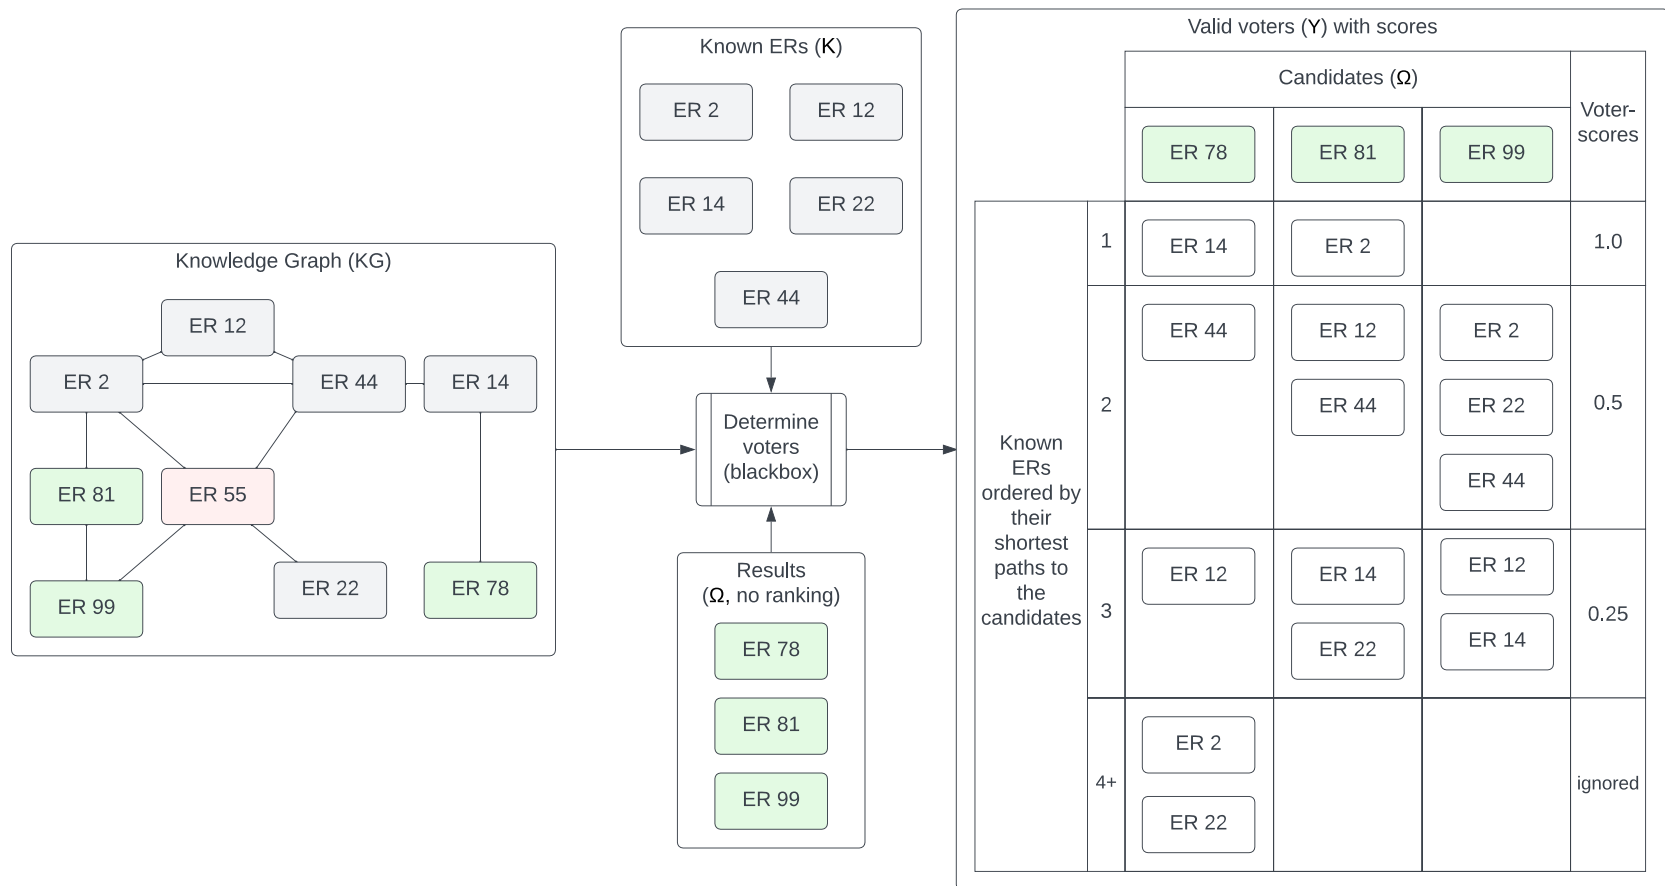 Knowledge Graph (KG)
ER 12
ER 2
ER 44
ER 14
ER 81
ER 55
ER 99
ER 22
ER 78
Known ERs (K)
ER 2
ER 12
ER 14
ER 22
ER 44
Determine
voters
(blackbox)
Results
(Ω, no ranking)
ER 78
ER 81
ER 99
Valid voters (Y) with scores
Candidates (Ω)
Voter-
scores
ER 78
ER 81
ER 99
Known
ERs
ordered by
their
shortest
paths to
the
candidates
1
ER 14
ER 2
1.0
2
ER 44
ER 12
ER 2
ER 44
ER 22
ER 44
0.5
3
ER 12
ER 14
ER 12
ER 22
ER 14
0.25
4+
ER 2
ER 22
ignored